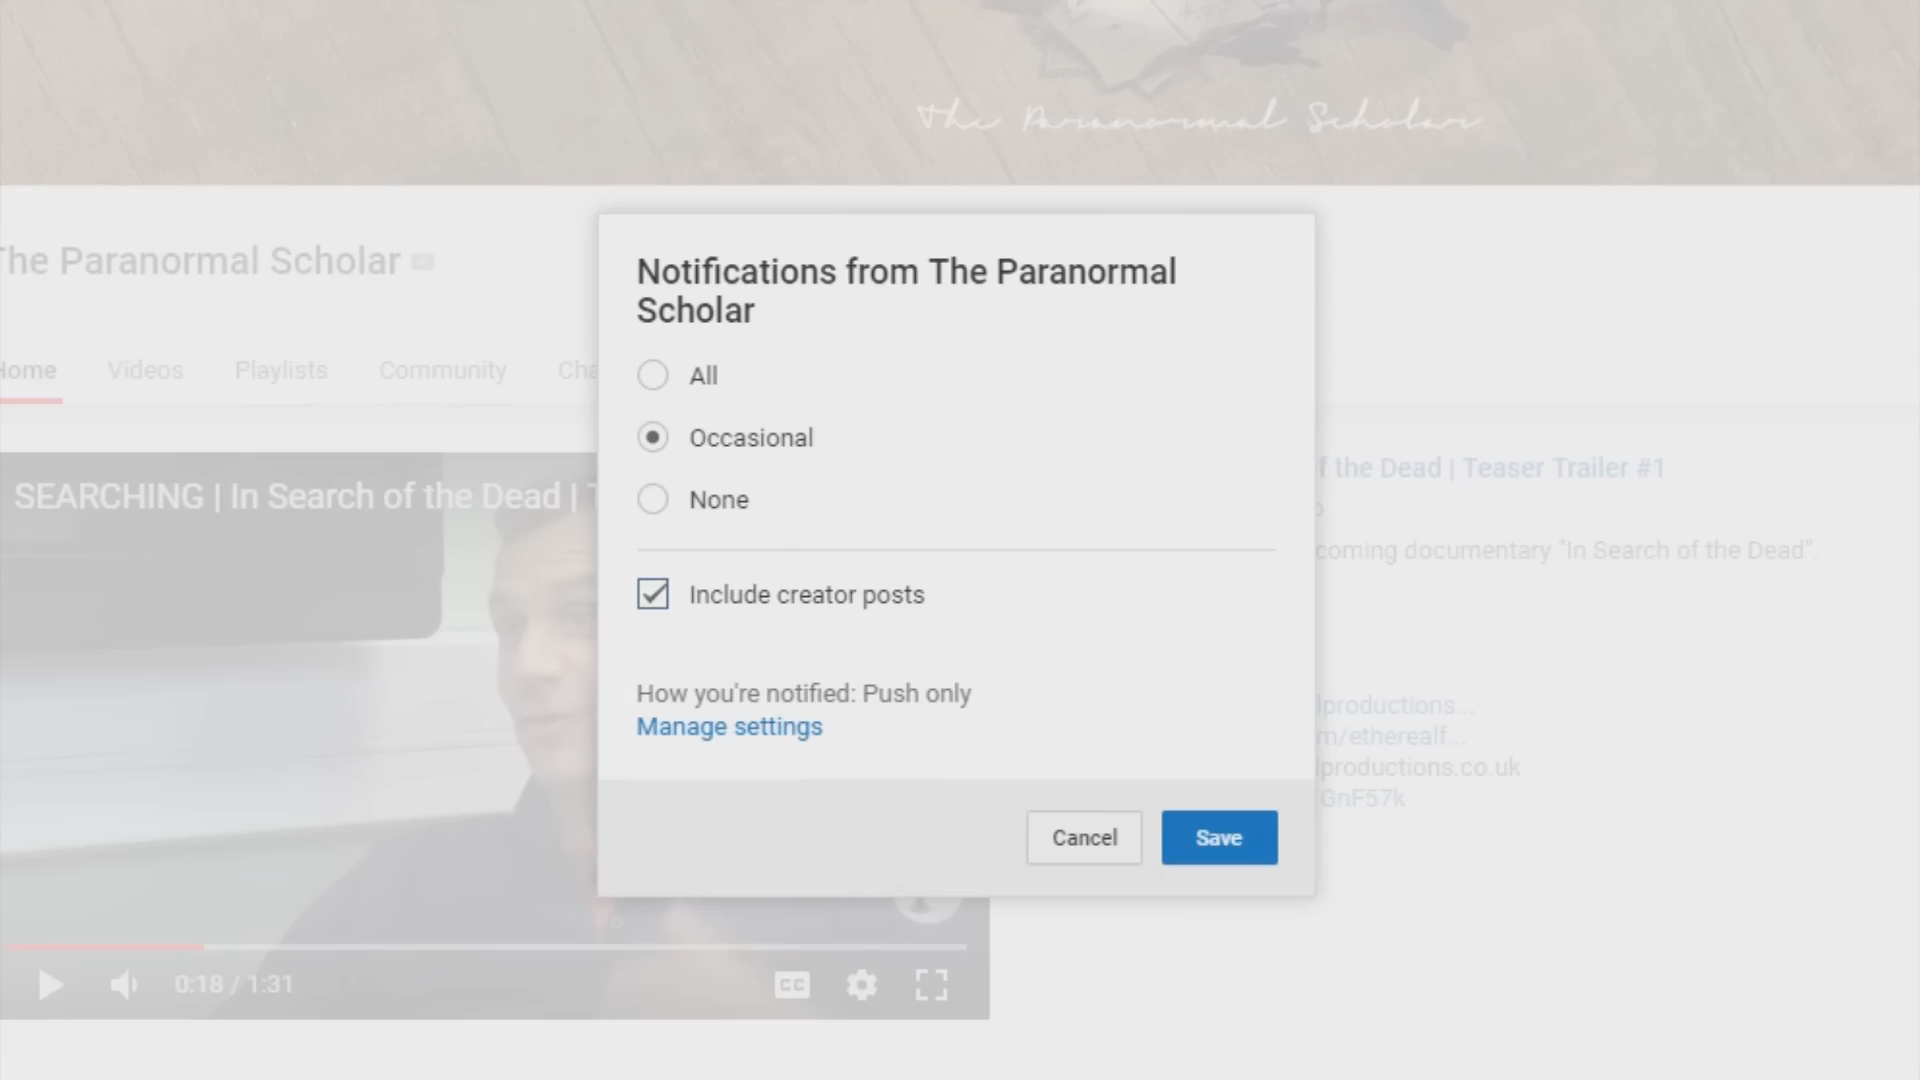 The Paranormal Scholar
The Paranormal Scholar
Home Videos Playlists Community
Notifications from The Paranormal
Scholar
All
Occasional
None
Include creator posts
How you're notified: Push only
Manage settings
Cancel Save
SEARCHING | In Search of the Dead |
0:18 / 1:31
CC
f the Dead | Teaser Trailer #1
coming documentary "In Search of the Dead".
lproductions...
m/etherealf...
lproductions.co.uk
GnF57k